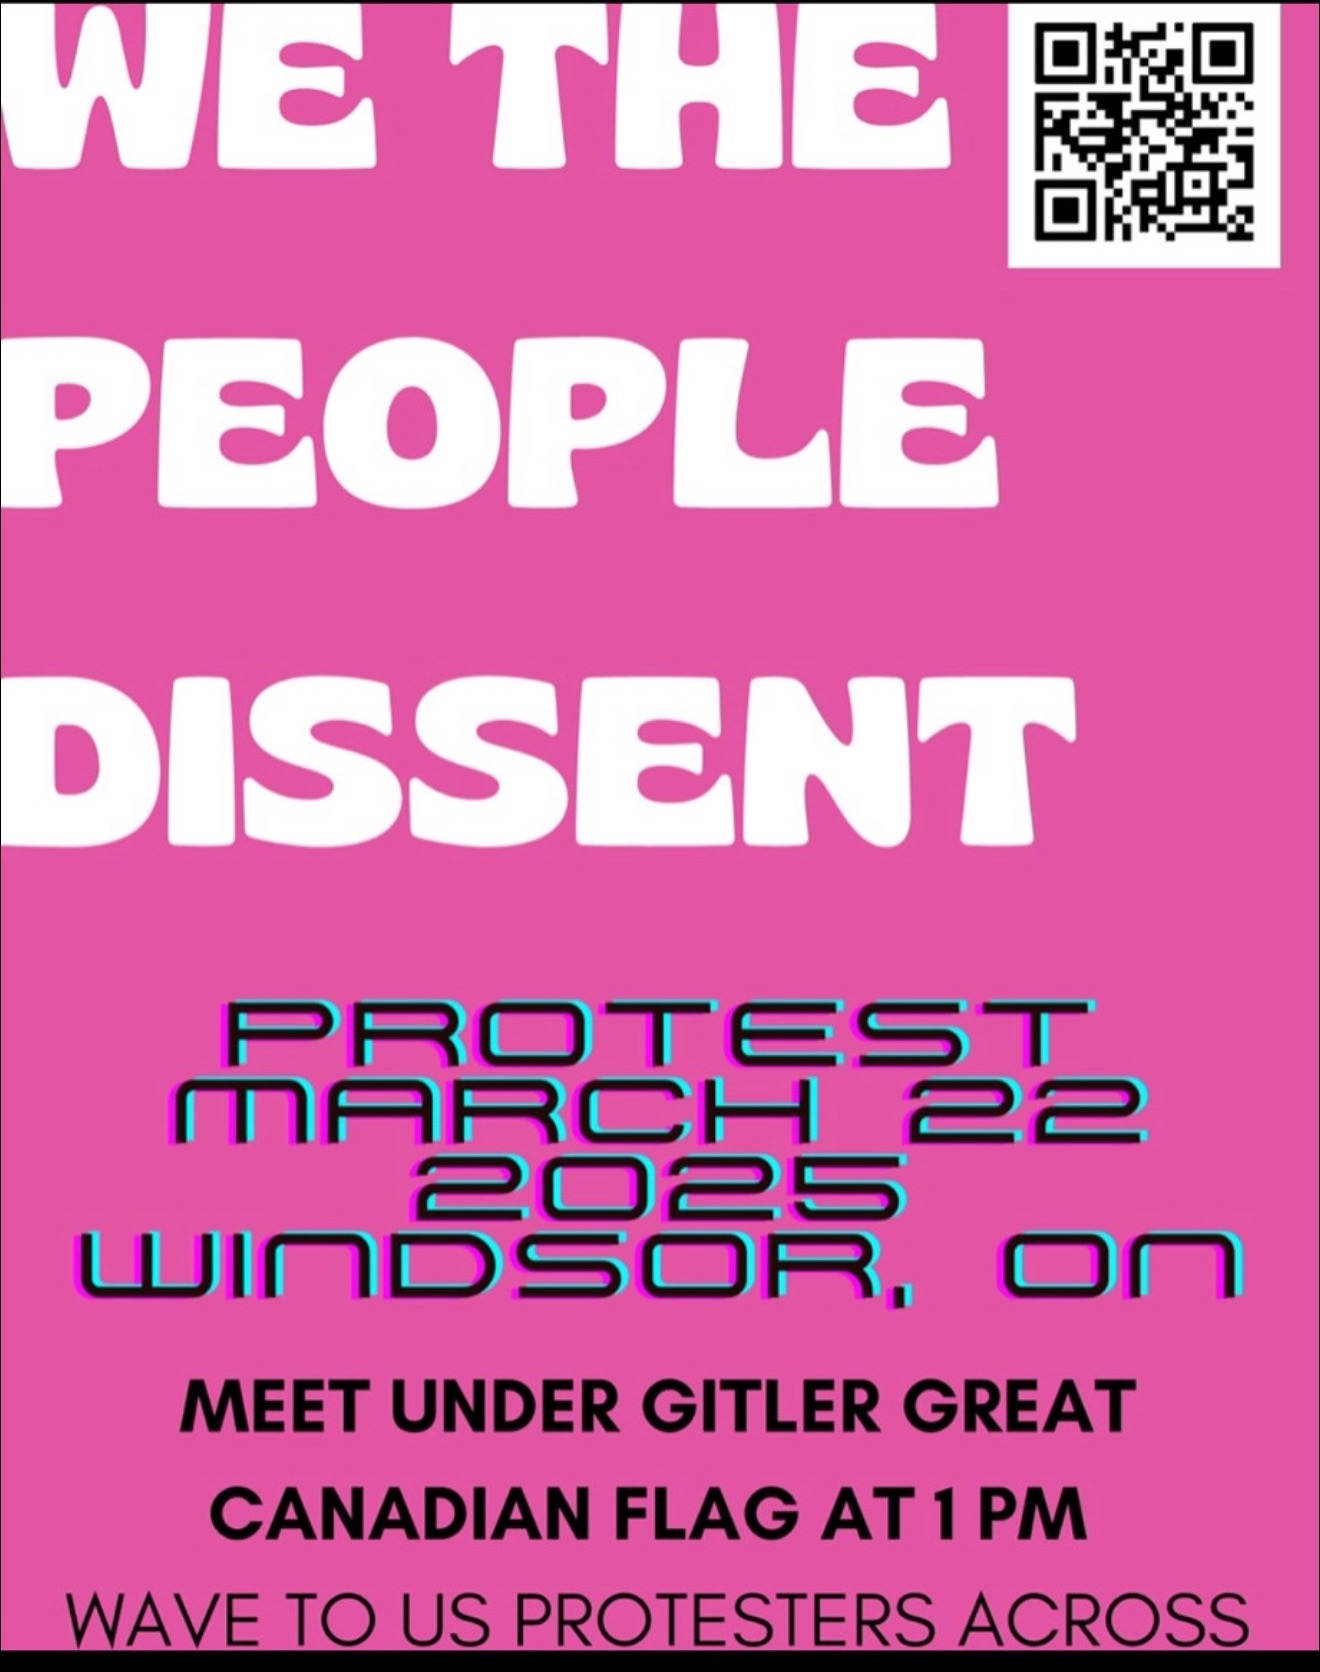 WE THE
PEOPLE
DISSENT
PROTEST
MARCH 22
2025
WINDSOR, ON
MEET UNDER GITLER GREAT
CANADIAN FLAG AT 1 PM
WAVE TO US PROTESTERS ACROSS